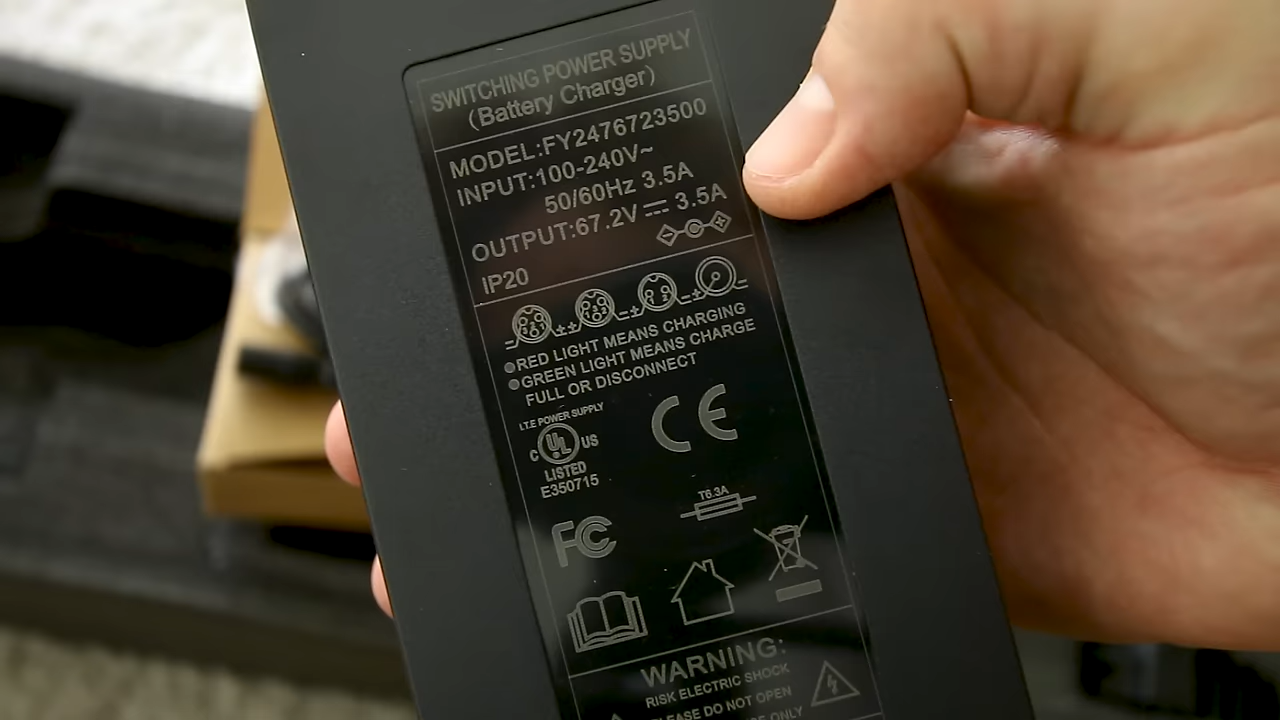 SWITCHING POWER SUPPLY
(Battery Charger)
MODEL:FY2476723500
INPUT:100-240V~
50/60Hz 3.5A
OUTPUT:67.2V ⎓ 3.5A
IP20
RED LIGHT MEANS CHARGING
GREEN LIGHT MEANS CHARGE
FULL OR DISCONNECT
I.T.E POWER SUPPLY
C UL US
LISTED
E350715
CE
T6.3A
FC
WARNING:
RISK ELECTRIC SHOCK
PLEASE DO NOT OPEN
ONLY